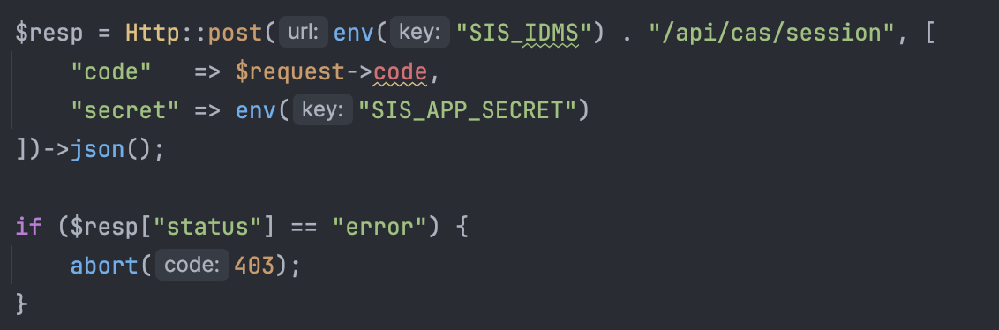 $resp = Http::post( url: env( key: "SIS_IDMS") . "/api/cas/session", [
    "code"   => $request->code,
    "secret" => env( key: "SIS_APP_SECRET")
])->json();

if ($resp["status"] == "error") {
    abort( code: 403);
}